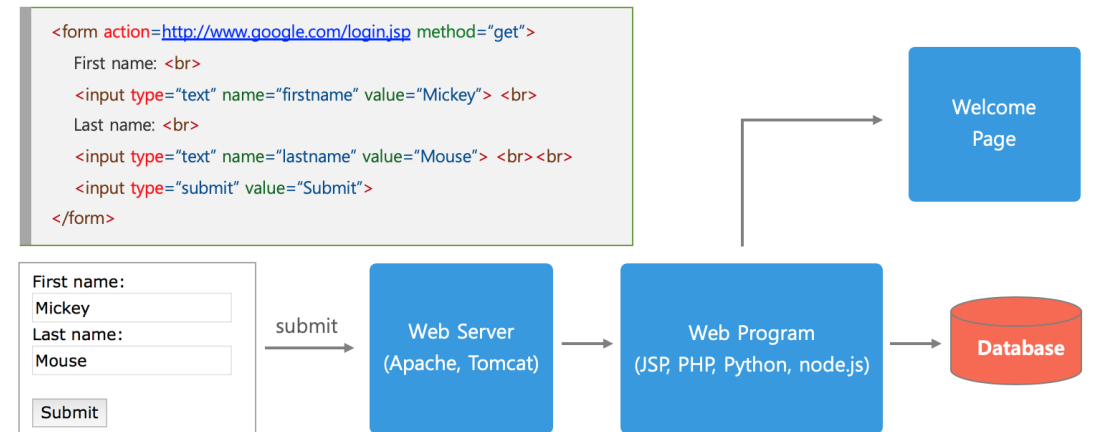 <form action=http://www.google.com/login.jsp method=“get”>
First name: <br>
<input type=“text” name=“firstname” value=“Mickey”> <br>
Last name: <br>
<input type=“text” name=“lastname” value=“Mouse”> <br><br>
<input type=“submit” value=“Submit”>
</form>
Welcome
Page
First name:
Mickey
Last name:
Mouse
Submit
submit
Web Server
(Apache, Tomcat)
Web Program
(JSP, PHP, Python, node.js)
Database